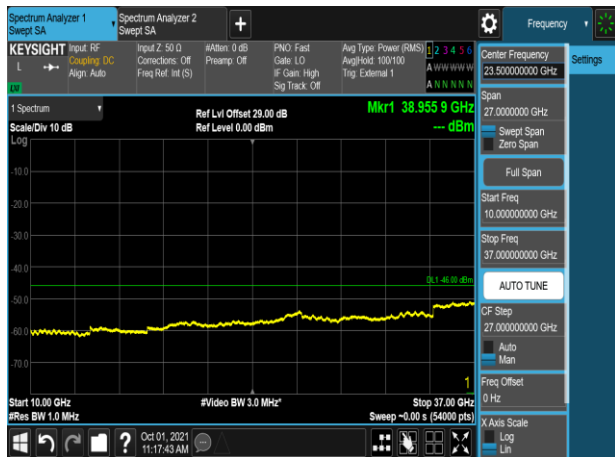 Spectrum Analyzer 1
Swept SA
Spectrum Analyzer 2
Swept SA
+
Frequency
KEYSIGHT
L
Input: RF
Coupling: DC
Align: Auto
Input Z: 50 Ω
Corrections: Off
Freq Ref: Int (S)
#Atten: 0 dB
Preamp: Off
PNO: Fast
Gate: LO
IF Gain: High
Sig Track: Off
Avg Type: Power (RMS)
Avg|Hold: 100/100
Trig: External 1
1 2 3 4 5 6
A W W W W W
A N N N N N
1 Spectrum
Scale/Div 10 dB
Log
Ref Lvl Offset 29.00 dB
Ref Level 0.00 dBm
Mkr1 38.955 9 GHz
--- dBm
-10.0
-20.0
-30.0
-40.0
-50.0
-60.0
-70.0
DL1 -46.00 dBm
1
Start 10.00 GHz
#Res BW 1.0 MHz
#Video BW 3.0 MHz*
Stop 37.00 GHz
Sweep ~0.00 s (54000 pts)
?
Oct 01, 2021
11:17:43 AM
Center Frequency
23.500000000 GHz
Span
27.0000000 GHz
Swept Span
Zero Span
Full Span
Start Freq
10.000000000 GHz
Stop Freq
37.000000000 GHz
AUTO TUNE
CF Step
27.000000000 GHz
Auto
Man
Freq Offset
0 Hz
X Axis Scale
Log
Lin
Settings